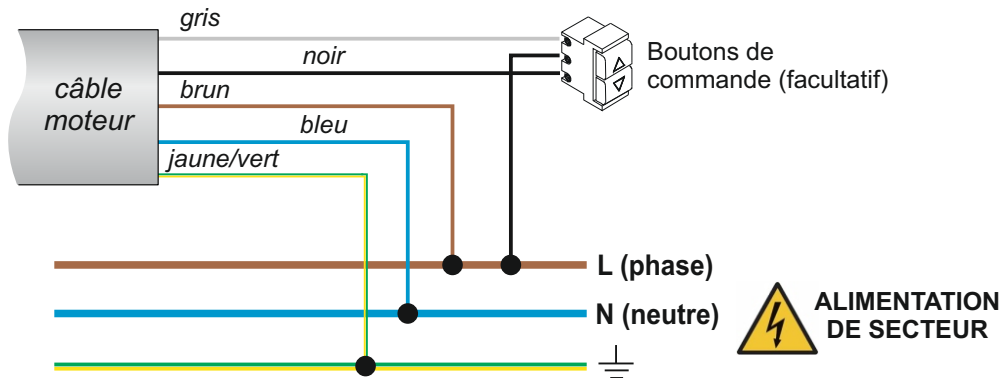 gris
noir
câble
moteur
brun
bleu
jaune/vert
Boutons de
commande (facultatif)
L (phase)
N (neutre)
ALIMENTATION
DE SECTEUR